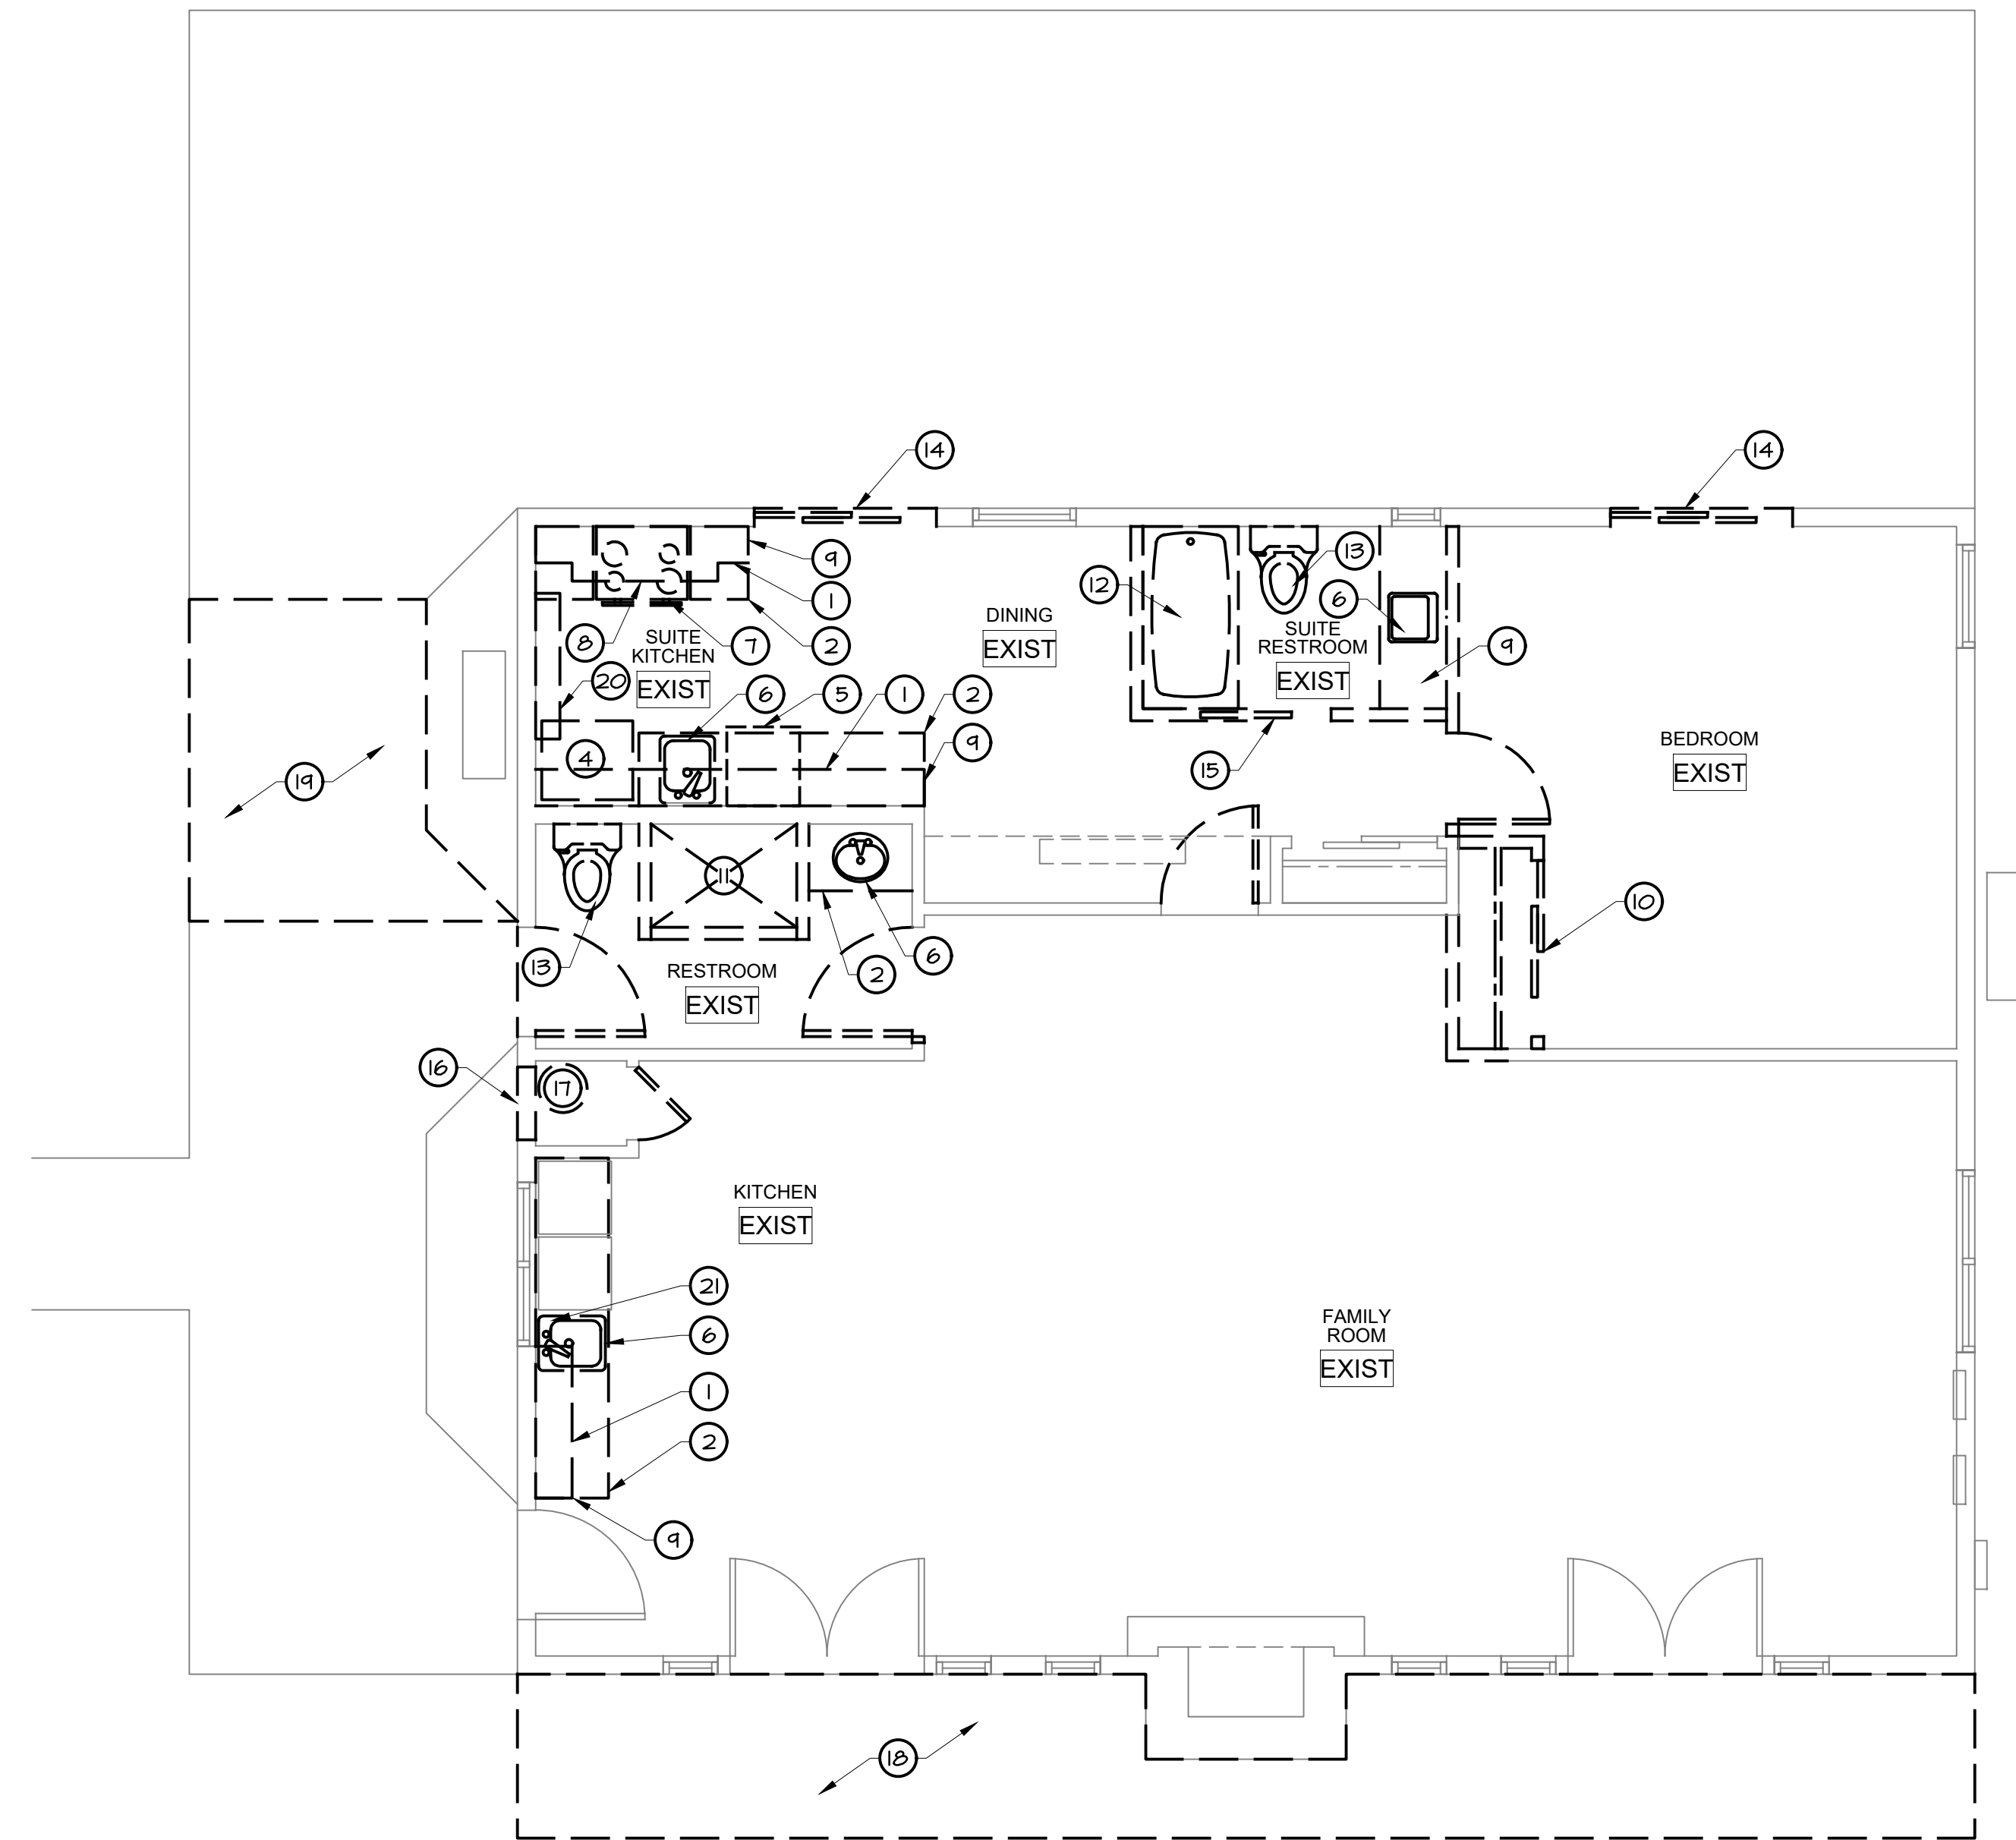 14
14
9
13
12
1
6
DINING
EXIST
SUITE
RESTROOM
EXIST
8
SUITE
KITCHEN
EXIST
7
2
9
20
6
5
1
2
9
4
15
BEDROOM
EXIST
19
11
10
13
RESTROOM
EXIST
2
6
16
17
KITCHEN
EXIST
21
6
1
2
9
FAMILY
ROOM
EXIST
18